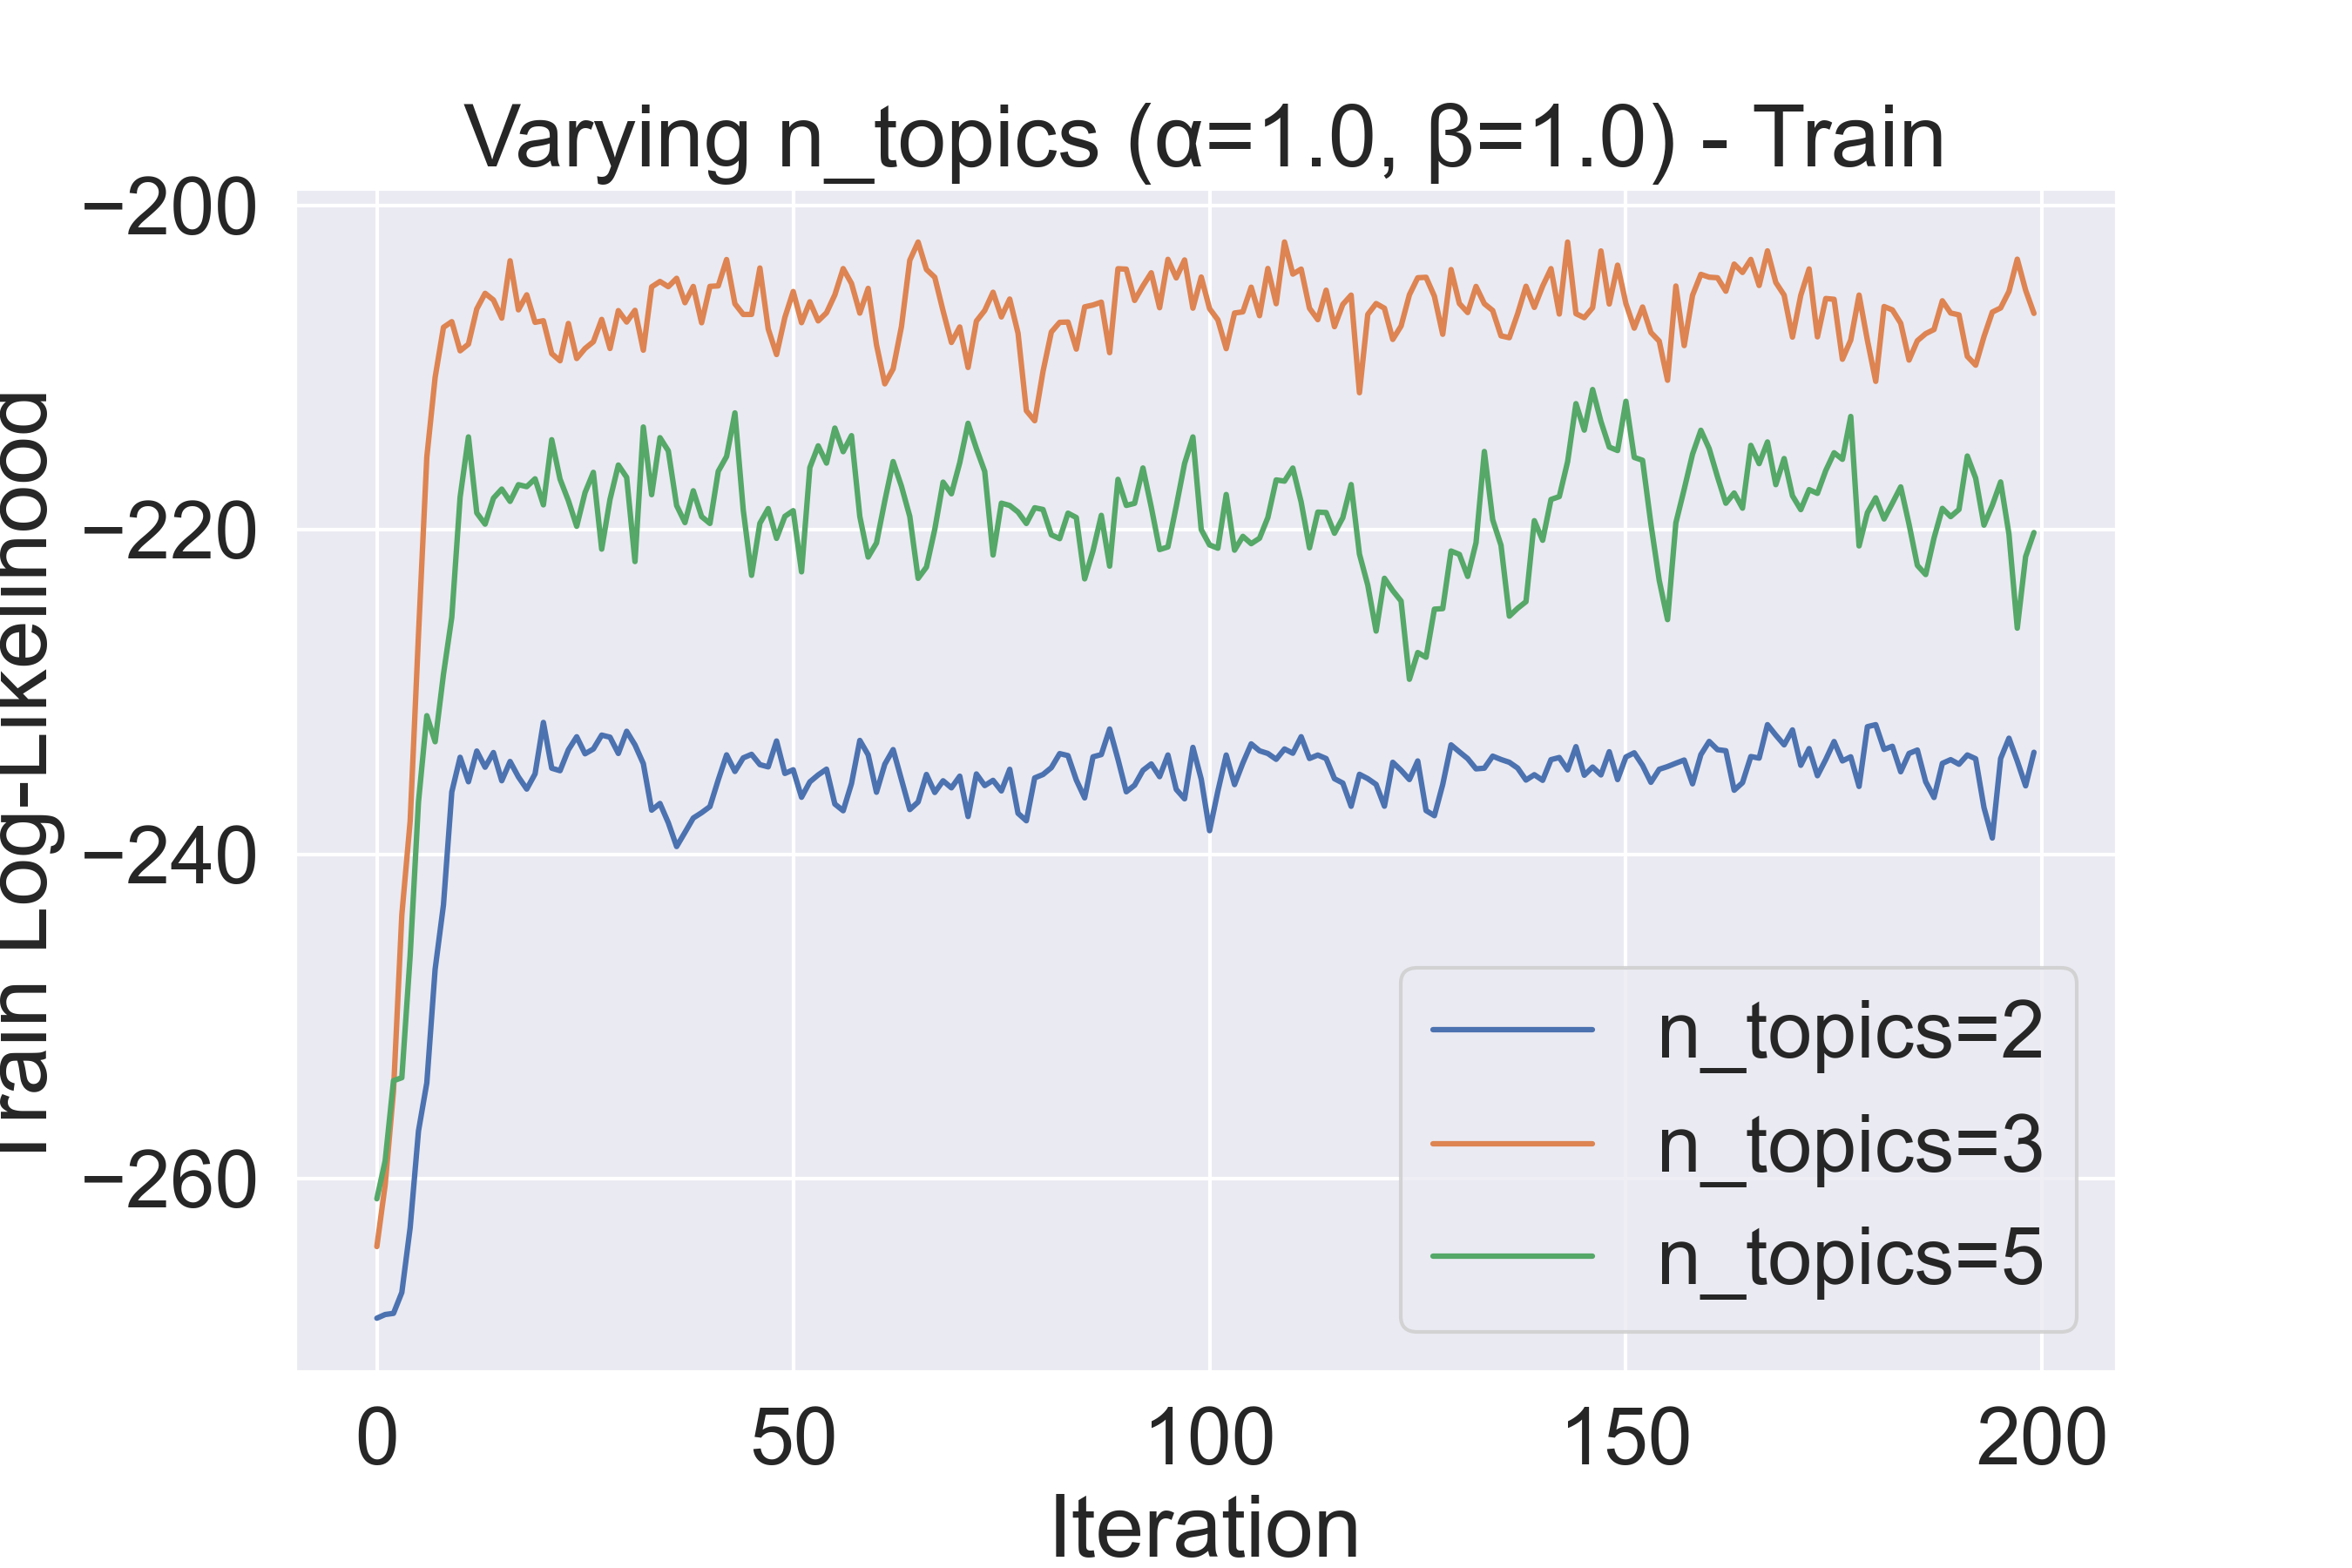 Varying n_topics (α=1.0, β=1.0) - Train
Train Log-Likelihood
−200
−220
−240
−260
n_topics=2
n_topics=3
n_topics=5
0 50 100 150 200
Iteration